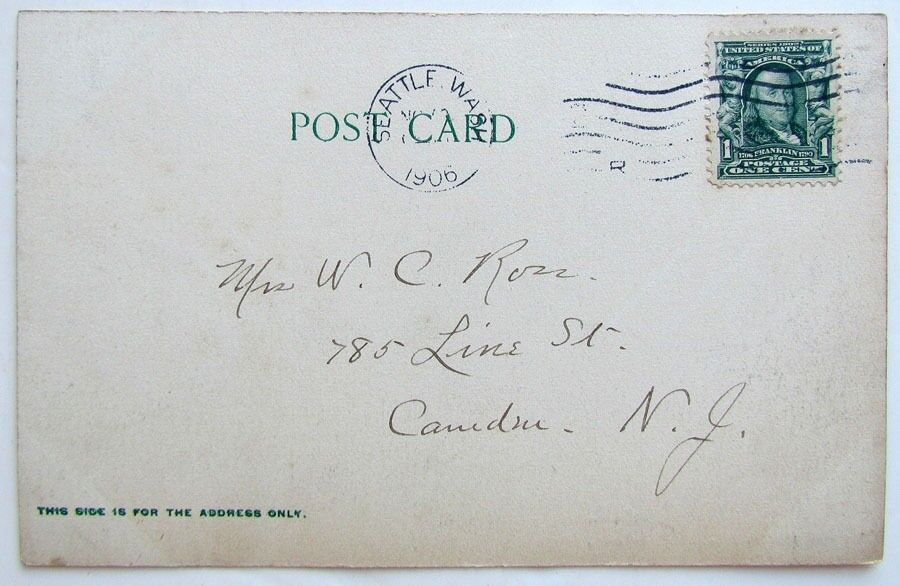 SERIES 1902
UNITED STATES OF
AMERICA
SEATTLE. WASH
POST CARD
1 1
1706 FRANKLIN 1790
POSTAGE
1906
ONE CENT
Mrs W. C. Ross.
785 Line St.
Camden. N. J.
THIS SIDE IS FOR THE ADDRESS ONLY.